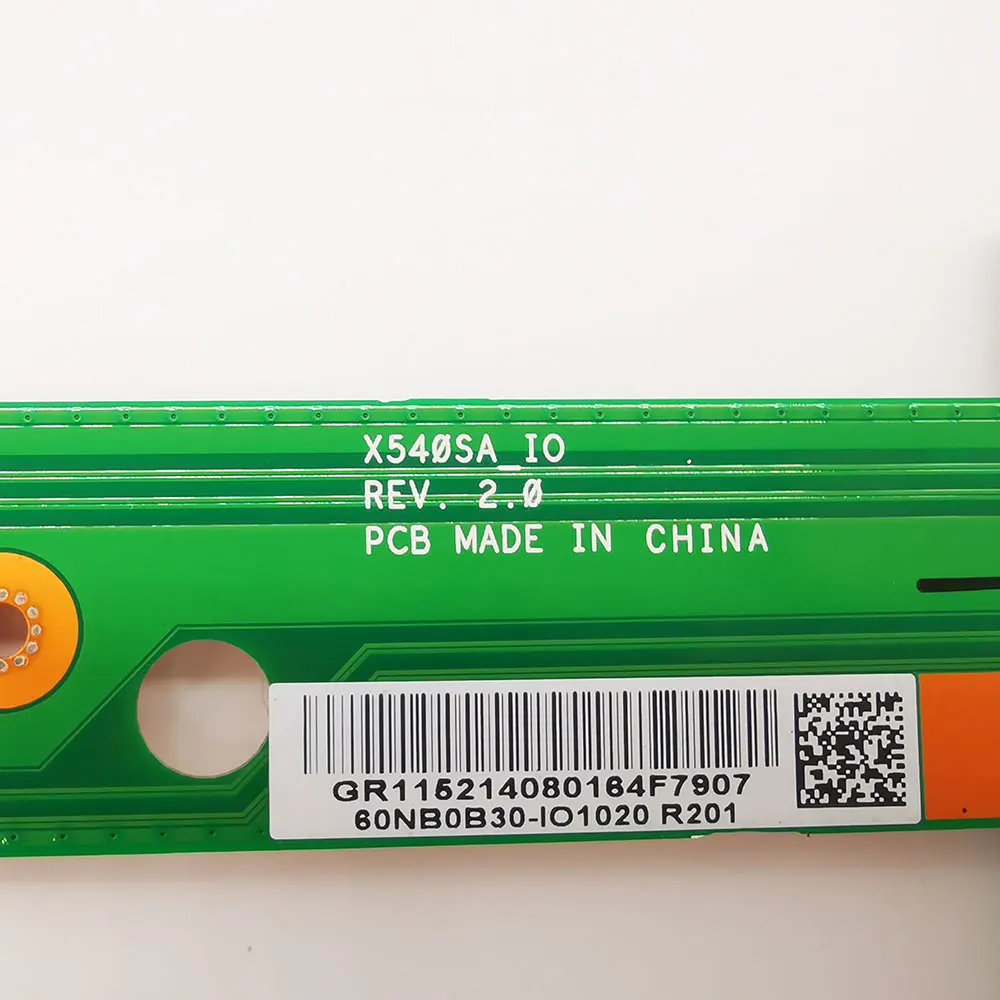 X540SA_IO
REV. 2.0
PCB MADE IN CHINA
GR115214080164F7907
60NB0B30-IO1020 R201